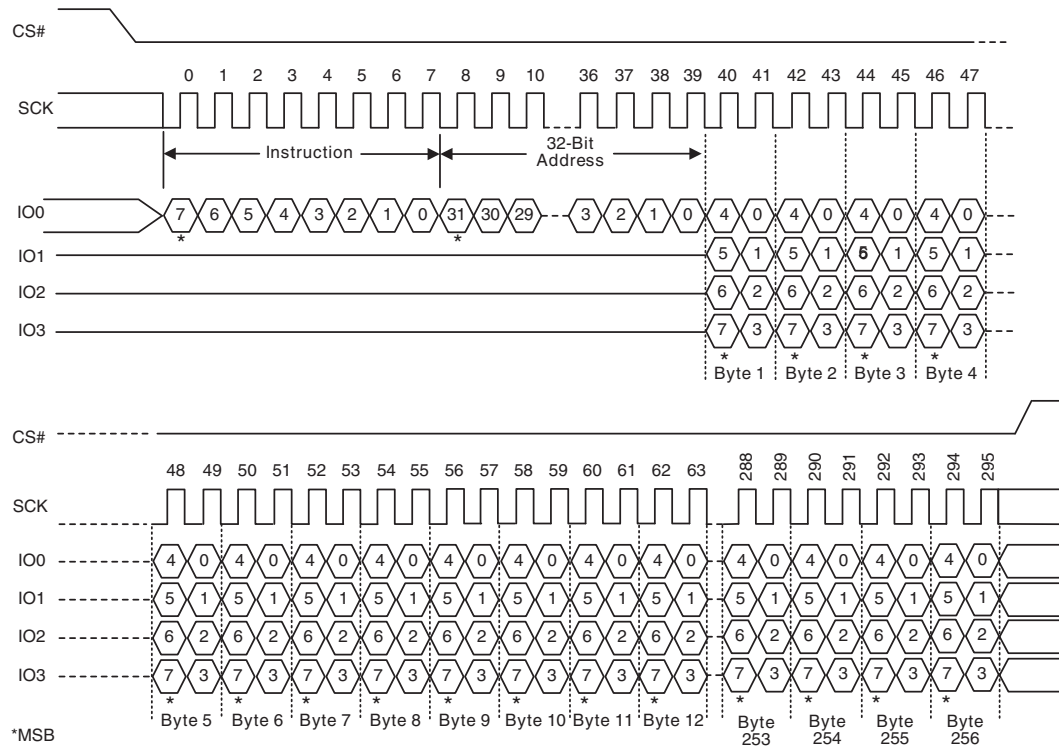 CS#
0 1 2 3 4 5 6 7 8 9 10 36 37 38 39 40 41 42 43 44 45 46 47
SCK
Instruction
32-Bit
Address
IO0 7 6 5 4 3 2 1 0 31 30 29 3 2 1 0 4 0 4 0 4 0 4 0
* *
IO1 5 1 5 1 1 5 1
IO2 6 2 6 2 6 2 6 2
IO3 7 3 7 3 7 3 7 3
* * * *
Byte 1 Byte 2 Byte 3 Byte 4
CS#
48 49 50 51 52 53 54 55 56 57 58 59 60 61 62 63 288 289 290 291 292 293 294 295
SCK
IO0 4 0 4 0 4 0 4 0 4 0 4 0 4 0 4 0 4 0 4 0 4 0 4 0
IO1 5 1 5 1 5 1 5 1 5 1 5 1 5 1 5 1 5 1 5 1 5 1 5 1
IO2 6 2 6 2 6 2 6 2 6 2 6 2 6 2 6 2 6 2 6 2 6 2 6 2
IO3 7 3 7 3 7 3 7 3 7 3 7 3 7 3 7 3 7 3 7 3 7 3 7 3
* * * * * * * * * * * *
Byte 5 Byte 6 Byte 7 Byte 8 Byte 9 Byte 10 Byte 11 Byte 12 Byte Byte Byte Byte
253 254 255 256
*MSB